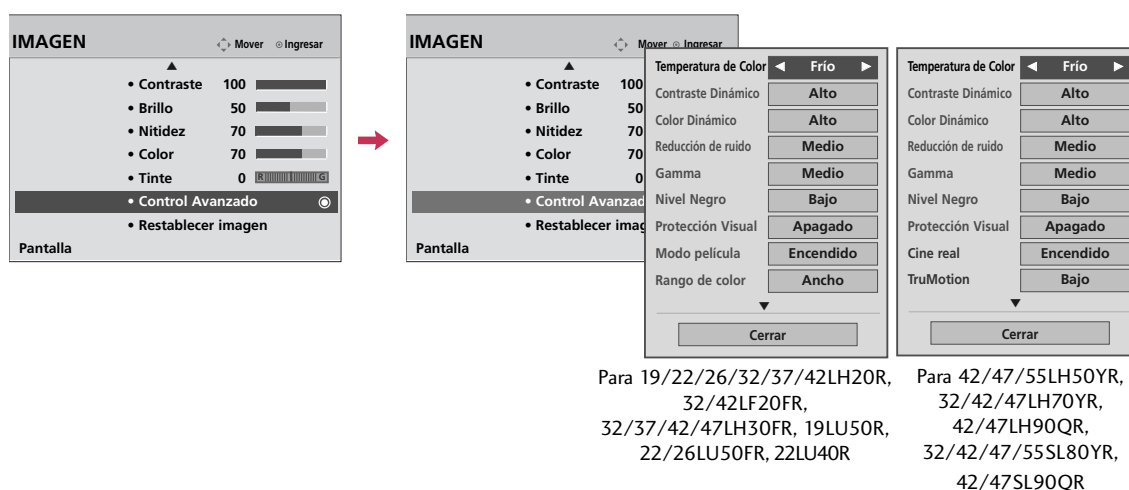 IMAGEN
Mover Ingresar
• Contraste 100
• Brillo 50
• Nitidez 70
• Color 70
• Tinte 0 R G
• Control Avanzado
• Restablecer imagen
Pantalla
IMAGEN
Mover Ingresar
• Contraste 100
• Brillo 50
• Nitidez 70
• Color 70
• Tinte 0
• Control Avanzad
• Restablecer imag
Pantalla
Temperatura de Color ◀ Frío ▶
Contraste Dinámico Alto
Color Dinámico Alto
Reducción de ruido Medio
Gamma Medio
Nivel Negro Bajo
Protección Visual Apagado
Modo película Encendido
Rango de color Ancho
Cerrar
Temperatura de Color ◀ Frío ▶
Contraste Dinámico Alto
Color Dinámico Alto
Reducción de ruido Medio
Gamma Medio
Nivel Negro Bajo
Protección Visual Apagado
Cine real Encendido
TruMotion Bajo
Cerrar
Para 19/22/26/32/37/42LH20R,
32/42LF20FR,
32/37/42/47LH30FR, 19LU50R,
22/26LU50FR, 22LU40R
Para 42/47/55LH50YR,
32/42/47LH70YR,
42/47LH90QR,
32/42/47/55SL80YR,
42/47SL90QR